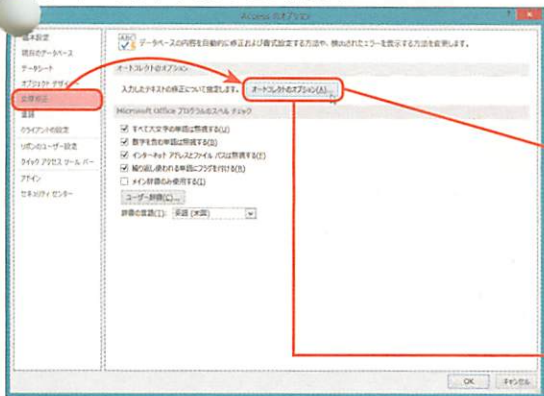 Access のオプション
基本設定
現在のデータベース
データシート
オブジェクト デザイナー
文章校正
言語
クライアントの設定
リボンのユーザー設定
クイック アクセス ツール バー
アドイン
セキュリティ センター
データベースの内容を自動的に修正および書式設定する方法や、検出されたエラーを表示する方法を変更します。
オートコレクトのオプション
入力したテキストの修正について設定します。 オートコレクトのオプション(A)...
Microsoft Office プログラムのスペル チェック
すべて大文字の単語は無視する(U)
数字を含む単語は無視する(B)
インターネット アドレスとファイル パスは無視する(F)
繰り返し使われる単語にフラグを付ける(R)
メイン辞書のみ使用する(I)
ユーザー辞書(C)...
辞書の言語(I): 英語 (米国)
OK キャンセル